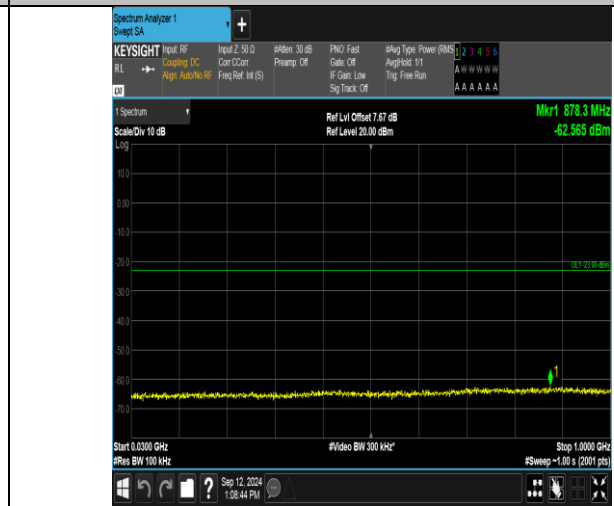 Spectrum Analyzer 1
Swept SA
+
KEYSIGHT Input: RF Input Z: 50 Ω #Atten: 30 dB PNO: Fast #Avg Type: Power (RMS 1 2 3 4 5 6
RL Coupling: DC Corr CCorr Preamp: Off Gate: Off Avg|Hold: 1/1 A W W W W W
Align: Auto/No RF Freq Ref: Int (S) IF Gain: Low Trig: Free Run
LXI Sig Track: Off A A A A A A
1 Spectrum Ref Lvl Offset 7.67 dB Mkr1 878.3 MHz
Scale/Div 10 dB Ref Level 20.00 dBm -62.565 dBm
Log
10.0
0.00
-10.0
-20.0 DL1 -23.00 dBm
-30.0
-40.0
-50.0
-60.0 1
-70.0
Start 0.0300 GHz #Video BW 300 kHz* Stop 1.0000 GHz
#Res BW 100 kHz #Sweep ~1.00 s (2001 pts)
? Sep 12, 2024
1:08:44 PM